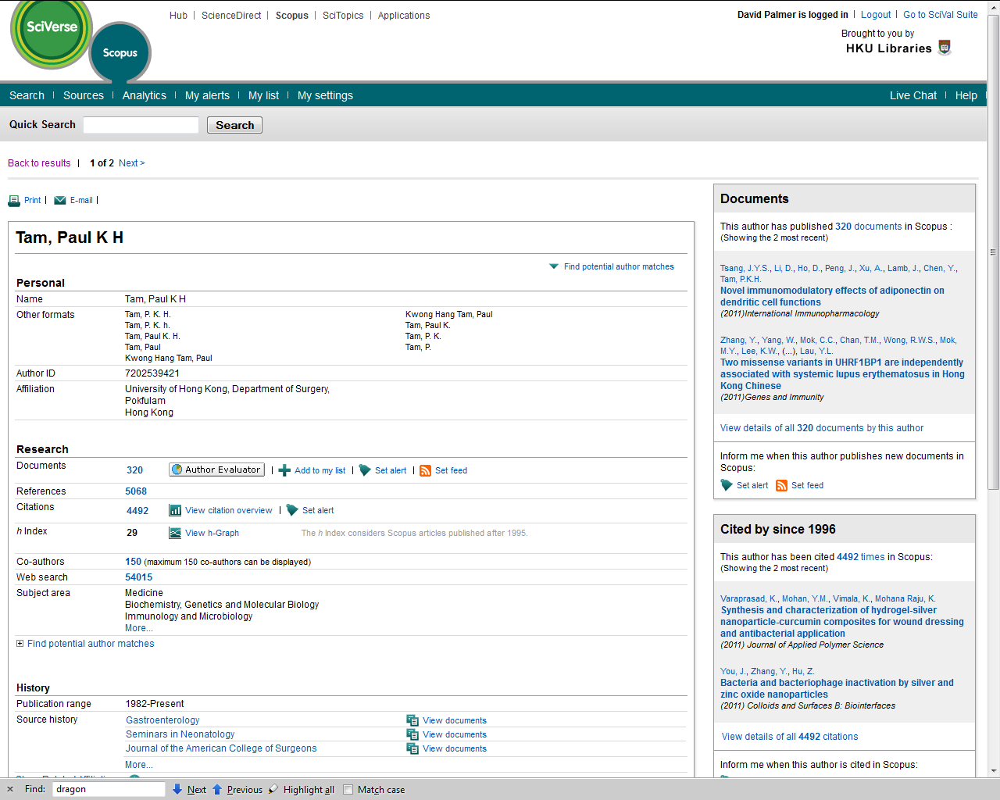 SciVerse
Scopus
Hub | ScienceDirect | Scopus | SciTopics | Applications
David Palmer is logged in | Logout | Go to SciVal Suite
Brought to you by
HKU Libraries
Search | Sources | Analytics | My alerts | My list | My settings
Live Chat | Help
Quick Search Search
Back to results | 1 of 2 Next >
Print | E-mail |
Tam, Paul K H
Find potential author matches
Personal
Name Tam, Paul K H
Other formats Tam, P. K. H. Kwong Hang Tam, Paul
Tam, P. K. h. Tam, Paul K.
Tam, Paul K. H. Tam, P. K.
Tam, Paul Tam, P.
Kwong Hang Tam, Paul
Author ID 7202539421
Affiliation University of Hong Kong, Department of Surgery,
Pokfulam
Hong Kong
Research
Documents 320 Author Evaluator | Add to my list | Set alert | Set feed
References 5068
Citations 4492 View citation overview | Set alert
h Index 29 View h-Graph The h Index considers Scopus articles published after 1995.
Co-authors 150 (maximum 150 co-authors can be displayed)
Web search 54015
Subject area Medicine
Biochemistry, Genetics and Molecular Biology
Immunology and Microbiology
More...
Find potential author matches
History
Publication range 1982-Present
Source history Gastroenterology View documents
Seminars in Neonatology View documents
Journal of the American College of Surgeons View documents
More...
Documents
This author has published 320 documents in Scopus :
(Showing the 2 most recent)
Tsang, J.Y.S., Li, D., Ho, D., Peng, J., Xu, A., Lamb, J., Chen, Y.,
Tam, P.K.H.
Novel immunomodulatory effects of adiponectin on
dendritic cell functions
(2011)International Immunopharmacology
Zhang, Y., Yang, W., Mok, C.C., Chan, T.M., Wong, R.W.S., Mok,
M.Y., Lee, K.W., (...), Lau, Y.L.
Two missense variants in UHRF1BP1 are independently
associated with systemic lupus erythematosus in Hong
Kong Chinese
(2011)Genes and Immunity
View details of all 320 documents by this author
Inform me when this author publishes new documents in
Scopus:
Set alert Set feed
Cited by since 1996
This author has been cited 4492 times in Scopus:
(Showing the 2 most recent)
Varaprasad, K., Mohan, Y.M., Vimala, K., Mohana Raju, K.
Synthesis and characterization of hydrogel-silver
nanoparticle-curcumin composites for wound dressing
and antibacterial application
(2011) Journal of Applied Polymer Science
You, J., Zhang, Y., Hu, Z.
Bacteria and bacteriophage inactivation by silver and
zinc oxide nanoparticles
(2011) Colloids and Surfaces B: Biointerfaces
View details of all 4492 citations
Inform me when this author is cited in Scopus:
Find: dragon Next Previous Highlight all Match case